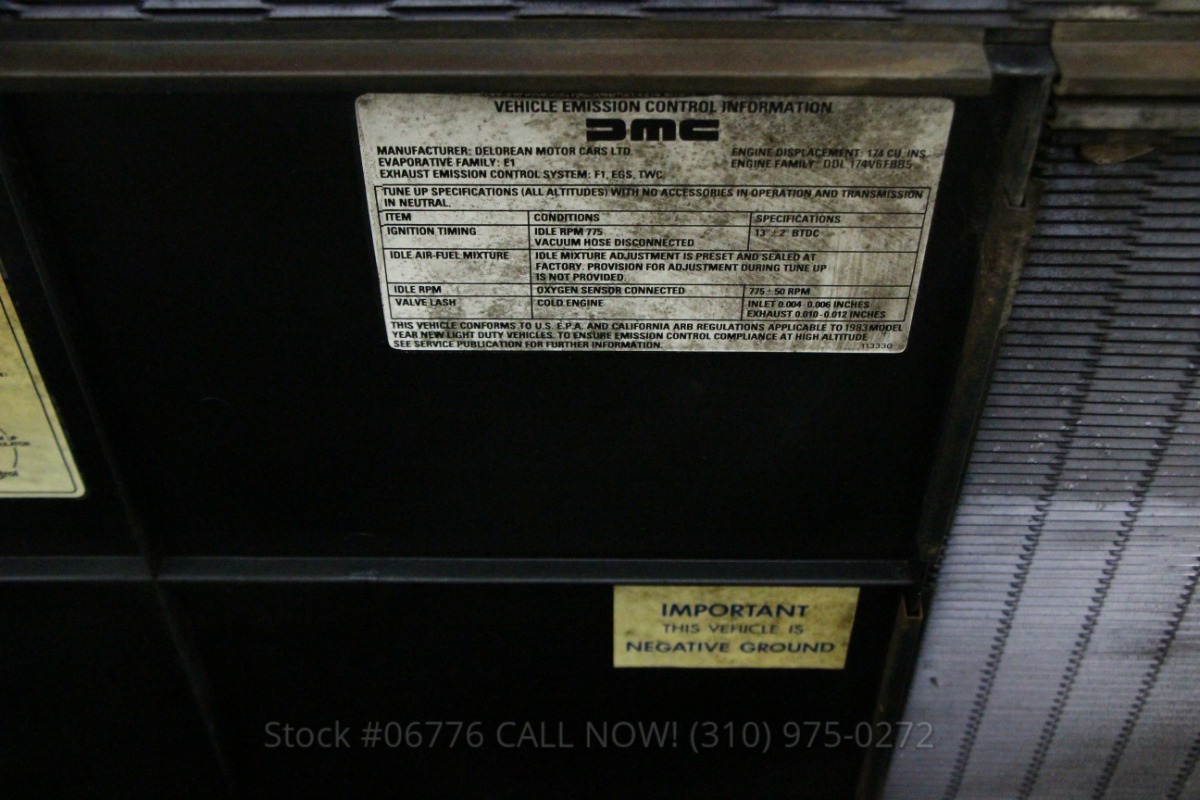 VEHICLE EMISSION CONTROL INFORMATION
DMC
MANUFACTURER: DELOREAN MOTOR CARS LTD.
EVAPORATIVE FAMILY: E1
EXHAUST EMISSION CONTROL SYSTEM: F1, EGS, TWC
ENGINE DISPLACEMENT: 174 CU. INS.
ENGINE FAMILY: DDL 174V6FBB5
TUNE UP SPECIFICATIONS (ALL ALTITUDES) WITH NO ACCESSORIES IN OPERATION AND TRANSMISSION
IN NEUTRAL.
ITEM CONDITIONS SPECIFICATIONS
IGNITION TIMING IDLE RPM 775 13° ± 2° BTDC
VACUUM HOSE DISCONNECTED
IDLE AIR-FUEL MIXTURE IDLE MIXTURE ADJUSTMENT IS PRESET AND SEALED AT
FACTORY. PROVISION FOR ADJUSTMENT DURING TUNE UP
IS NOT PROVIDED.
IDLE RPM OXYGEN SENSOR CONNECTED 775 ± 50 RPM
VALVE LASH COLD ENGINE INLET 0.004-0.006 INCHES
EXHAUST 0.010-0.012 INCHES
THIS VEHICLE CONFORMS TO U.S. E.P.A. AND CALIFORNIA ARB REGULATIONS APPLICABLE TO 1983 MODEL
YEAR NEW LIGHT DUTY VEHICLES. TO ENSURE EMISSION CONTROL COMPLIANCE AT HIGH ALTITUDE
SEE SERVICE PUBLICATION FOR FURTHER INFORMATION.
113330
IMPORTANT
THIS VEHICLE IS
NEGATIVE GROUND
Stock #06776 CALL NOW! (310) 975-0272